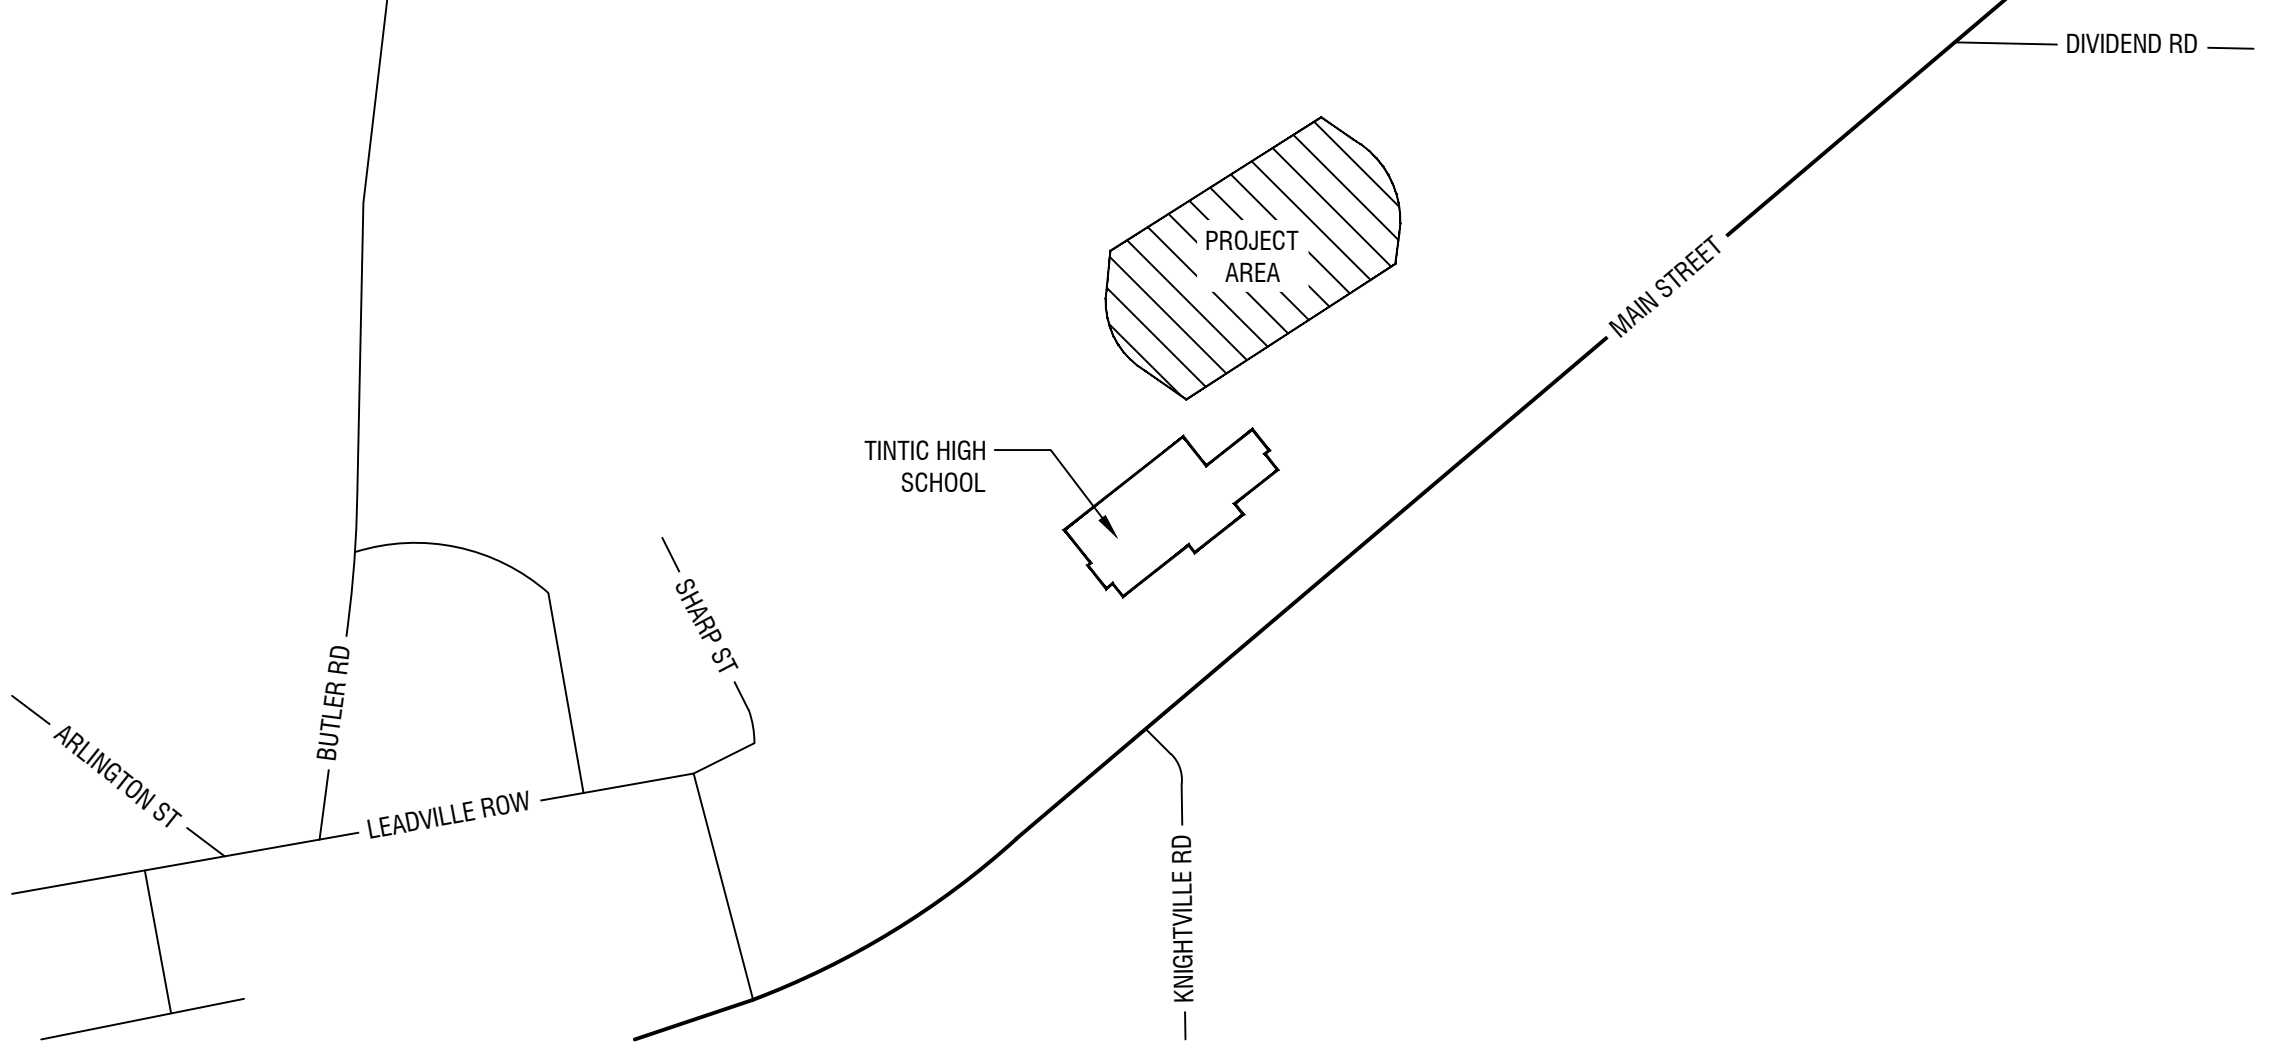 DIVIDEND RD
PROJECT
AREA
MAIN STREET
TINTIC HIGH
SCHOOL
SHARP ST
BUTLER RD
ARLINGTON ST
LEADVILLE ROW
KNIGHTVILLE RD